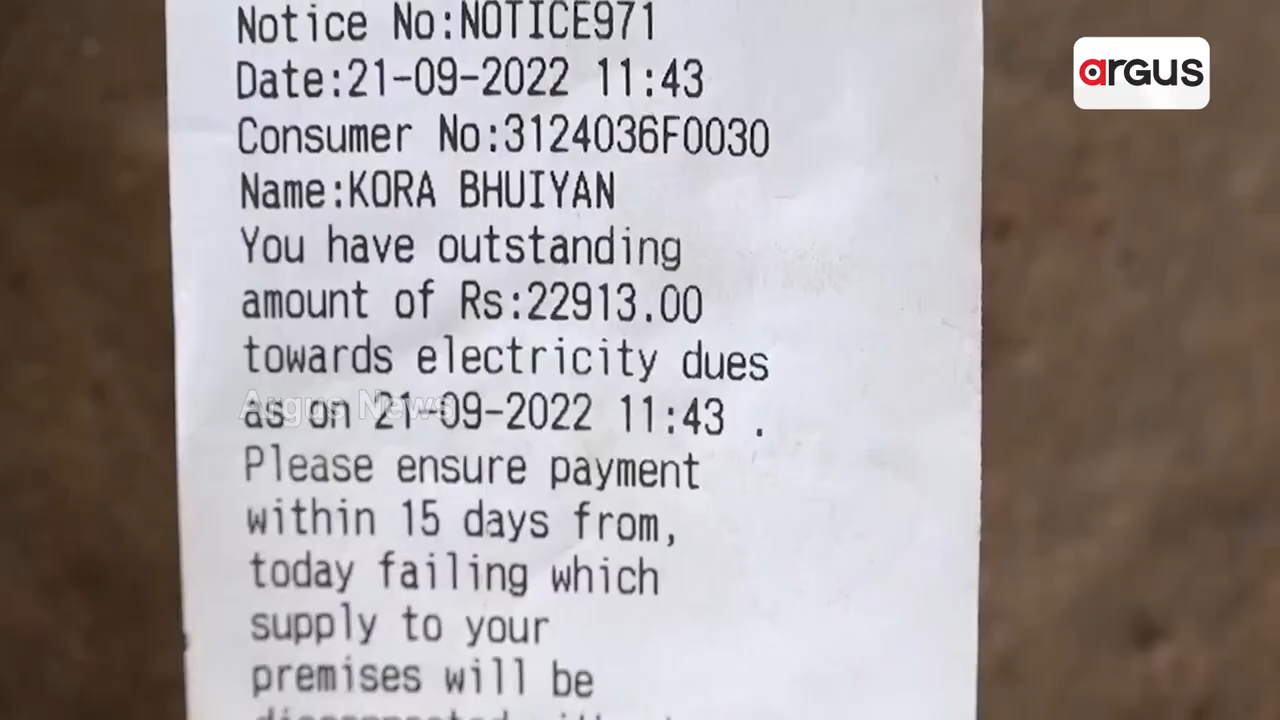 Notice No:NOTICE971
Date:21-09-2022 11:43
Consumer No:3124036F0030
Name:KORA BHUIYAN
You have outstanding
amount of Rs:22913.00
towards electricity dues
as on 21-09-2022 11:43 .
Please ensure payment
within 15 days from,
today failing which
supply to your
premises will be
argus
Argus News